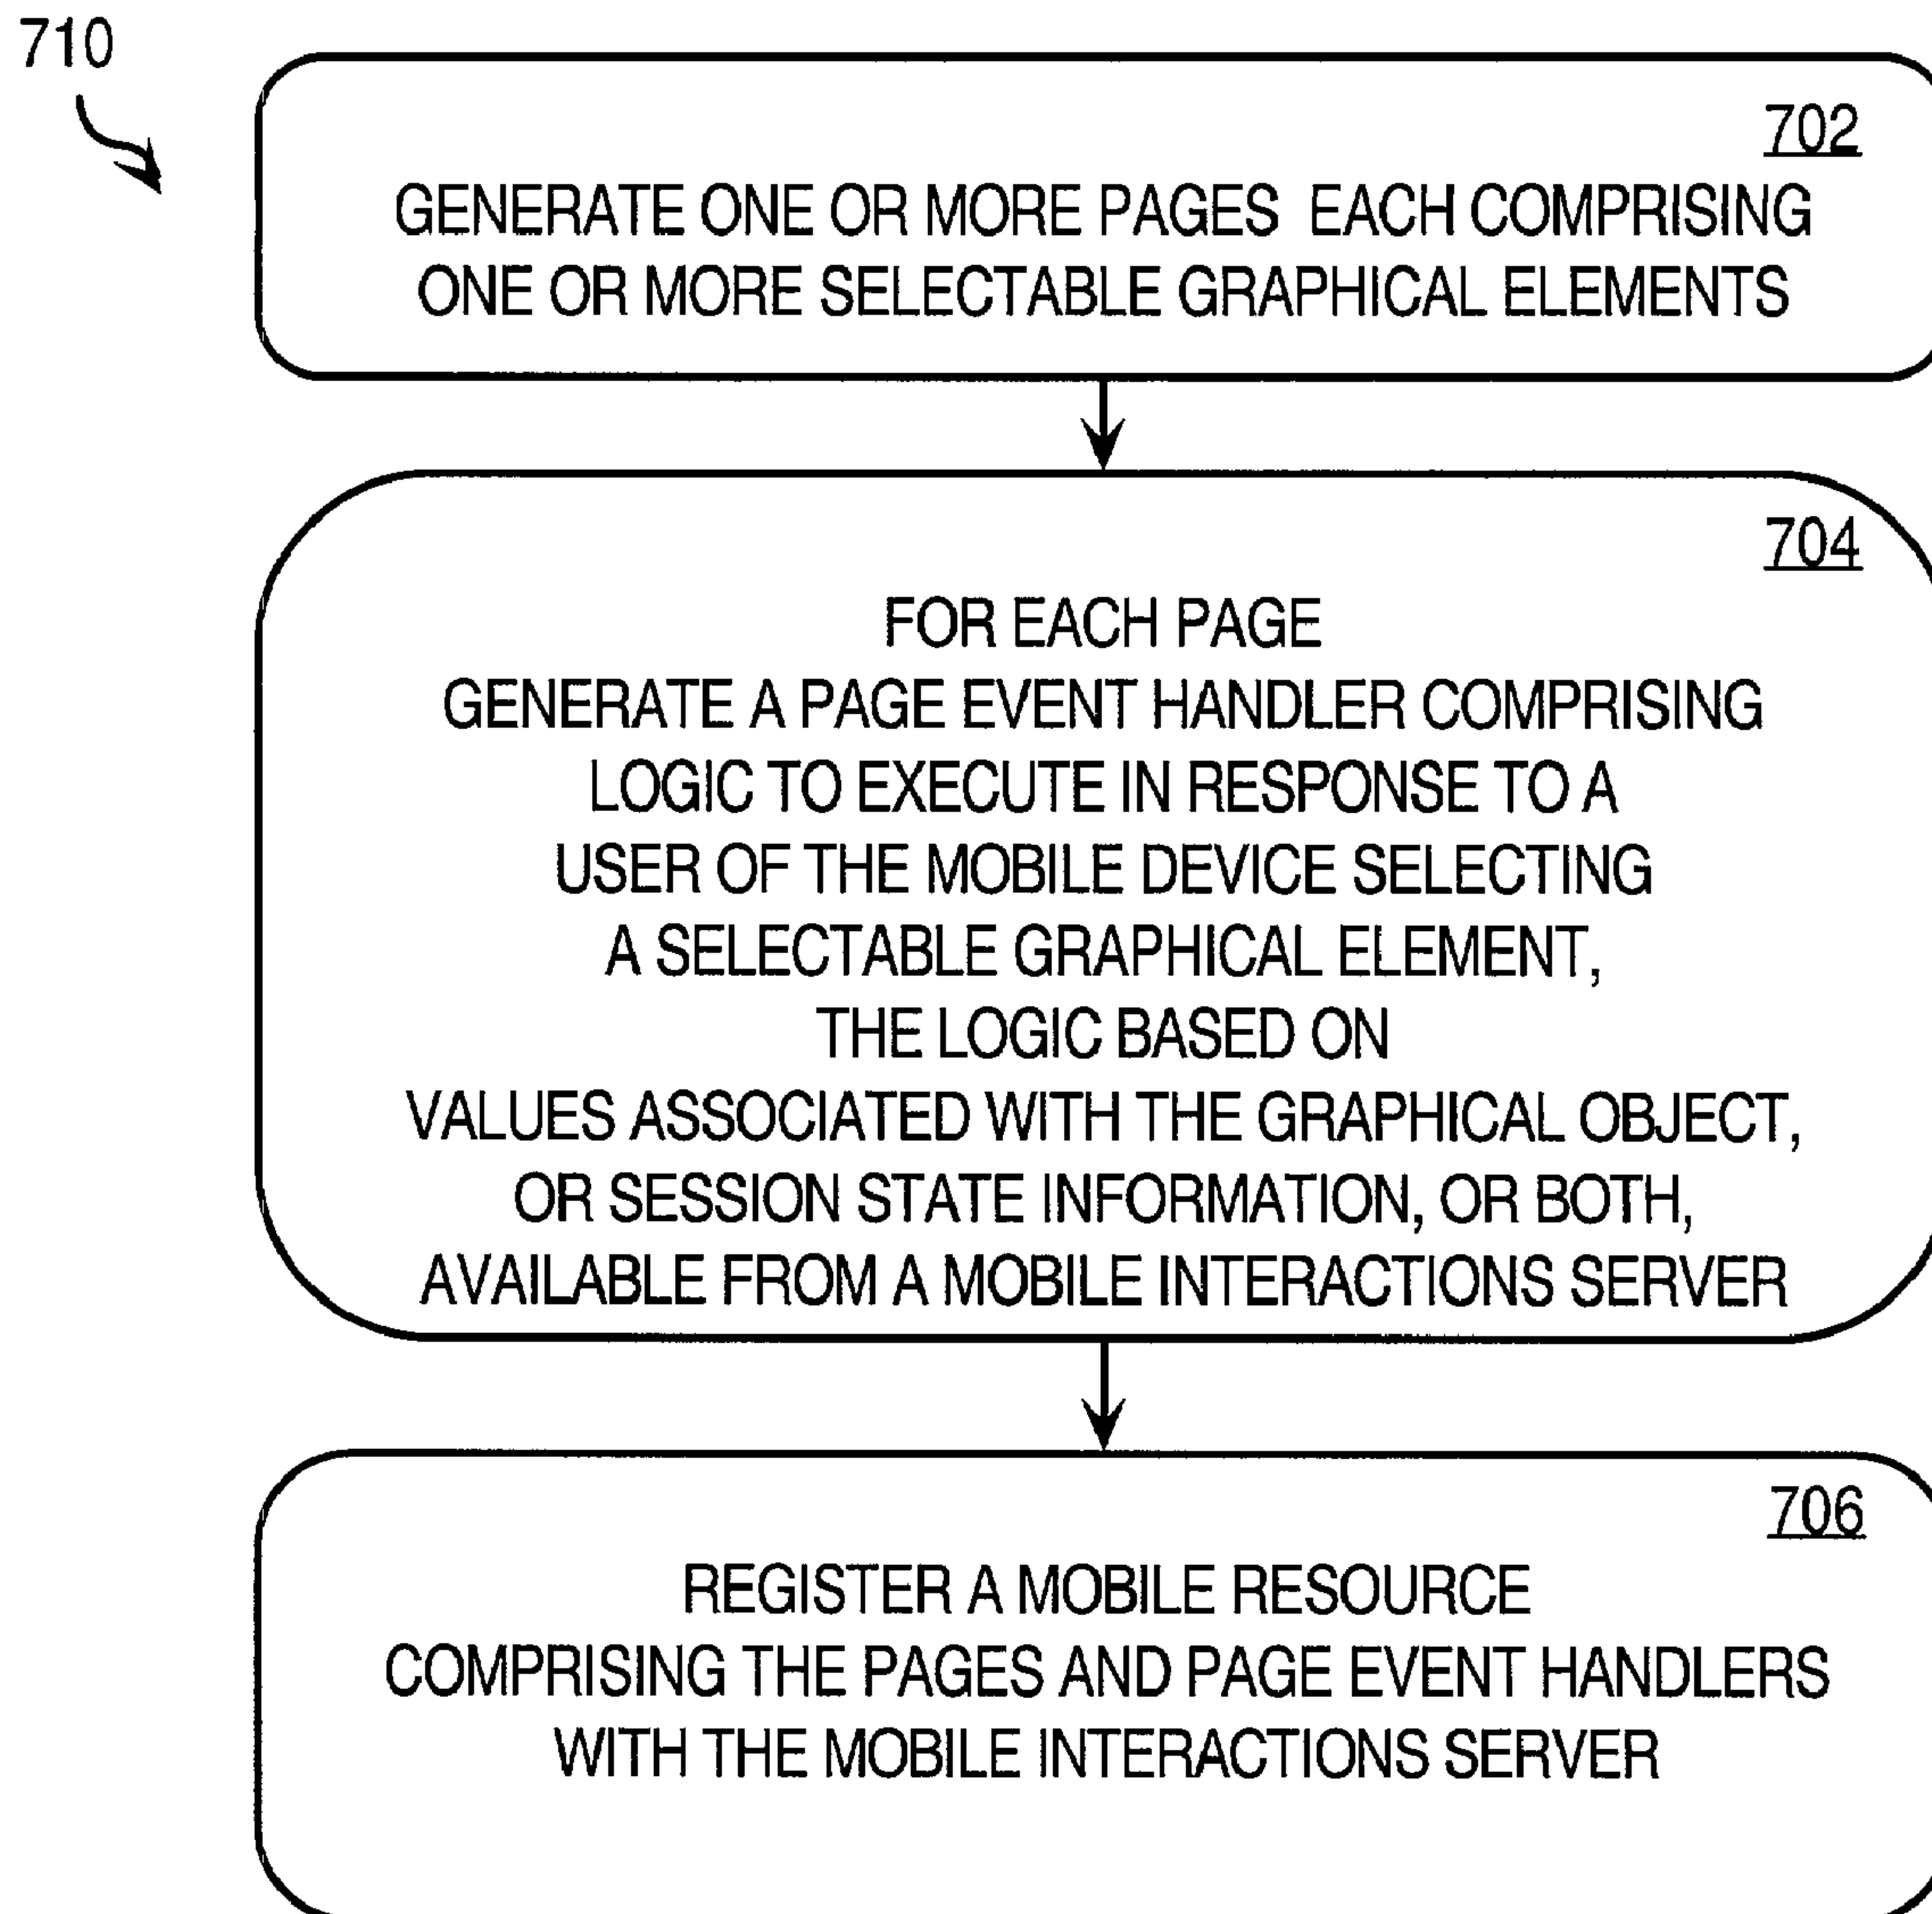 710
702
GENERATE ONE OR MORE PAGES EACH COMPRISING
ONE OR MORE SELECTABLE GRAPHICAL ELEMENTS
704
FOR EACH PAGE
GENERATE A PAGE EVENT HANDLER COMPRISING
LOGIC TO EXECUTE IN RESPONSE TO A
USER OF THE MOBILE DEVICE SELECTING
A SELECTABLE GRAPHICAL ELEMENT,
THE LOGIC BASED ON
VALUES ASSOCIATED WITH THE GRAPHICAL OBJECT,
OR SESSION STATE INFORMATION, OR BOTH,
AVAILABLE FROM A MOBILE INTERACTIONS SERVER
706
REGISTER A MOBILE RESOURCE
COMPRISING THE PAGES AND PAGE EVENT HANDLERS
WITH THE MOBILE INTERACTIONS SERVER